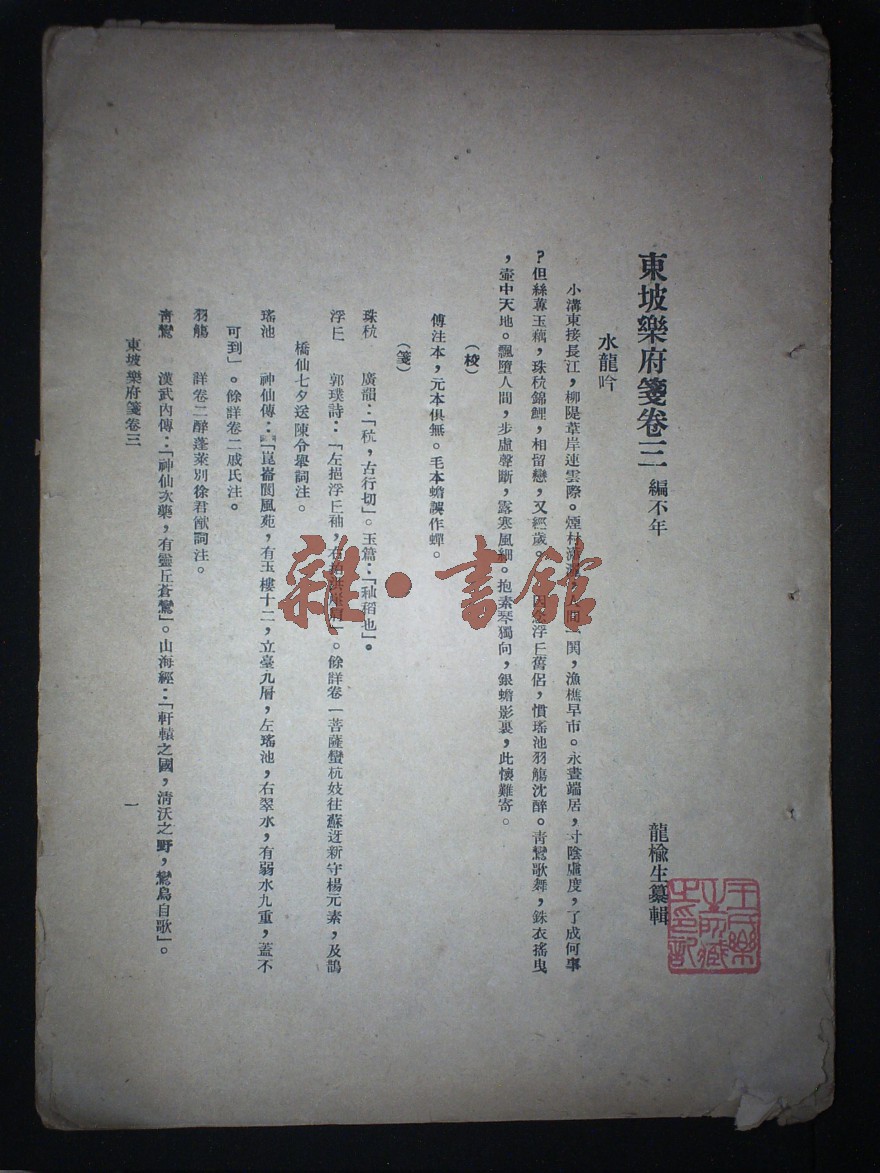 東坡樂府箋卷三 編不年
龍榆生纂輯
水龍吟
小溝東接長江，柳隄葦岸連雲際。煙村瀟洒，人閒一鬨，漁樵早市。永晝端居，寸陰虛度，了成何事
？但絲蓴玉藕，珠秔錦鯉，相留戀，又經歲。因念浮丘舊侶，慣瑤池羽觴沈醉。青鸞歌舞，銖衣搖曳
，壺中天地。飄墮人間，步虛聲斷，露寒風細。抱素琴獨向，銀蟾影裏，此懷難寄。
（校）
傅注本，元本俱無。毛本蟾誤作蟬。
（箋）
珠秔 廣韻：「秔，古行切」。玉篇：「秈稻也」。
浮丘 郭璞詩：「左挹浮丘袖，右拍洪崖肩」。餘詳卷一菩薩蠻杭妓往蘇迓新守楊元素，及鵲
橋仙七夕送陳令舉詞注。
瑤池 神仙傳：「崑崙閬風苑，有玉樓十二，立臺九層，左瑤池，右翠水，有弱水九重，蓋不
可到」。餘詳卷二戚氏注。
羽觴 詳卷二醉蓬萊別徐君猷詞注。
青鸞 漢武內傳：「神仙次藥，有靈丘蒼鸞」。山海經：「軒轅之國，清沃之野，鸞鳥自歌」。
東坡樂府箋卷三 一
雜·書館